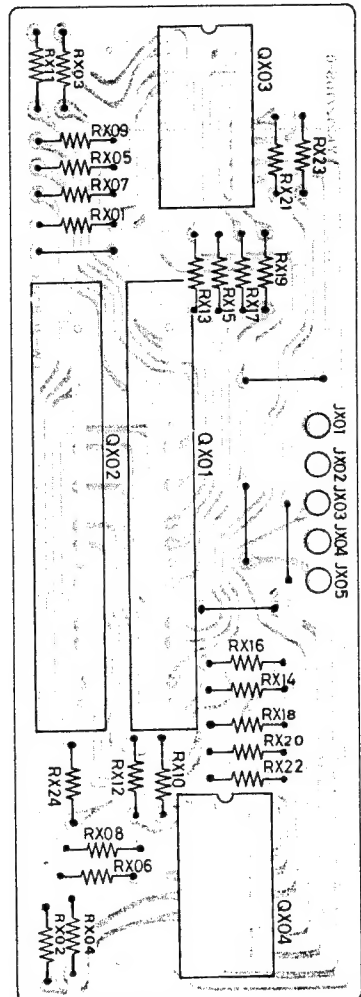 RX11
RX03
QX03
RX23
RX21
RX09
RX05
RX07
RX01
RX19
RX17
RX15
RX13
QX02
QX01
JX01
JX02
JX03
JX04
JX05
RX16
RX14
RX18
RX20
RX22
RX24
RX12
RX10
RX08
RX06
QX04
RX02
RX04